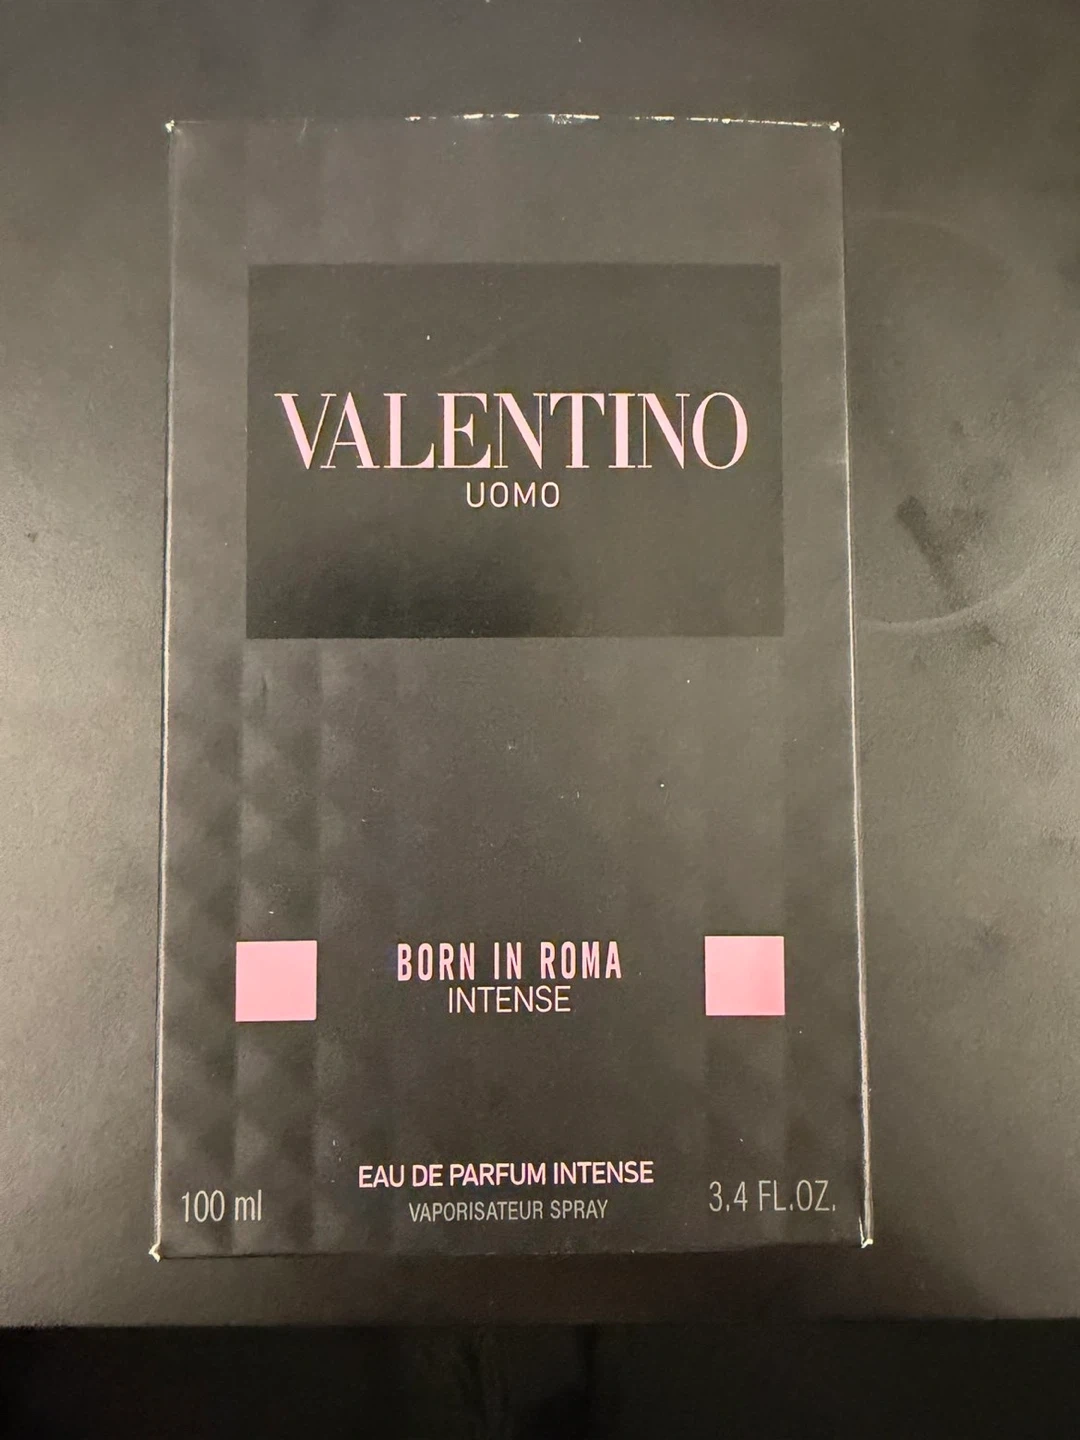 VALENTINO
UOMO
BORN IN ROMA
INTENSE
EAU DE PARFUM INTENSE
100 ml VAPORISATEUR SPRAY 3.4 FL.OZ.